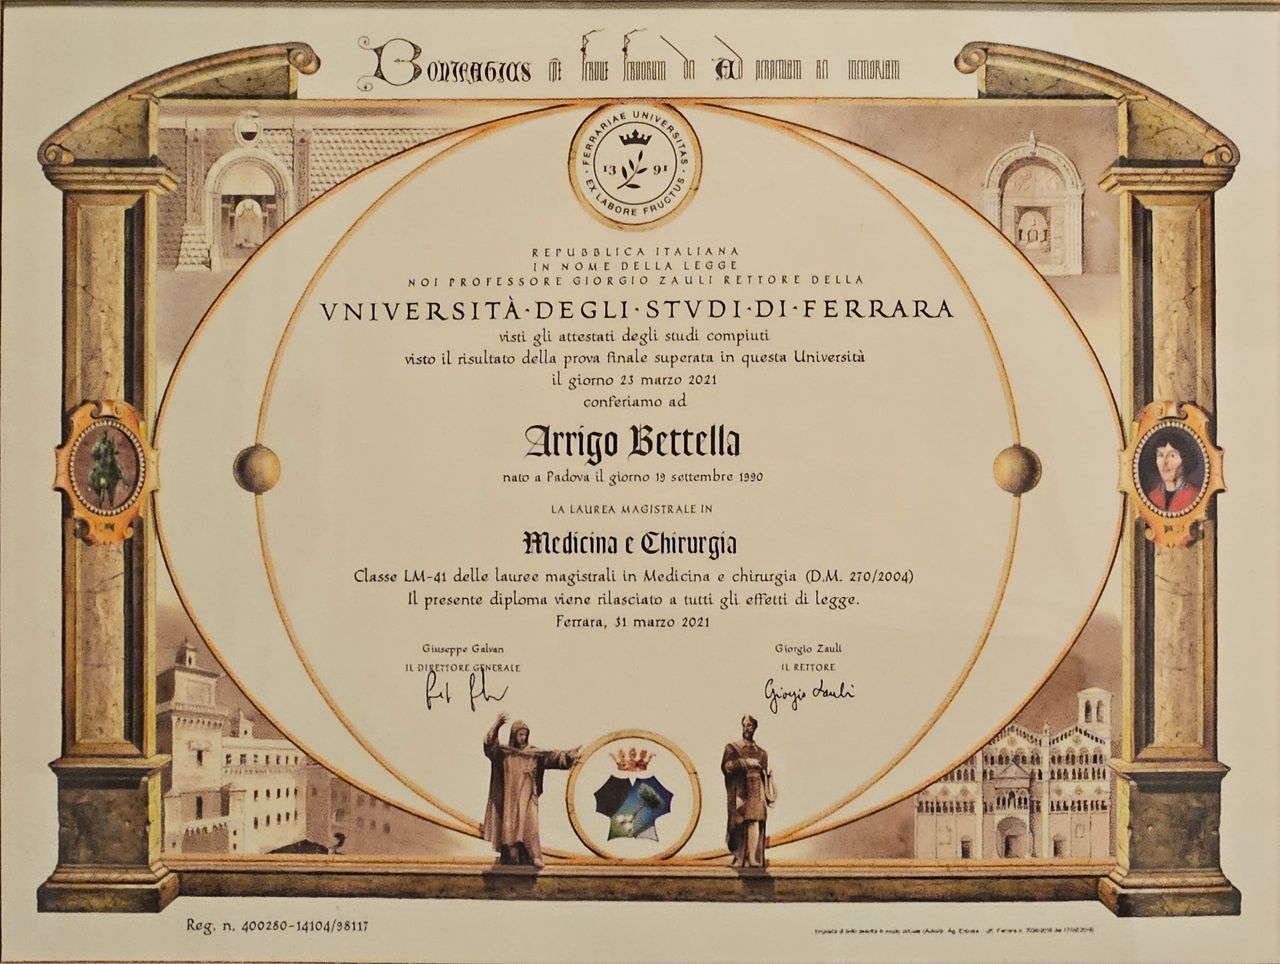 Bonifacius
FERRARIAE UNIVERSITAS
13 91
EX LABORE FRUCTUS
REPUBBLICA ITALIANA
IN NOME DELLA LEGGE
NOI PROFESSORE GIORGIO ZAULI RETTORE DELLA
VNIVERSITÀ·DEGLI·STVDI·DI·FERRARA
visti gli attestati degli studi compiuti
visto il risultato della prova finale superata in questa Università
il giorno 23 marzo 2021
conferiamo ad
Arrigo Bettella
nato a Padova il giorno 19 settembre 1990
LA LAUREA MAGISTRALE IN
Medicina e Chirurgia
Classe LM-41 delle lauree magistrali in Medicina e chirurgia (D.M. 270/2004)
Il presente diploma viene rilasciato a tutti gli effetti di legge.
Ferrara, 31 marzo 2021
Giuseppe Galvan
IL DIRETTORE GENERALE
Giorgio Zauli
IL RETTORE
Giorgio Zauli
Reg. n. 400280-14104/98117